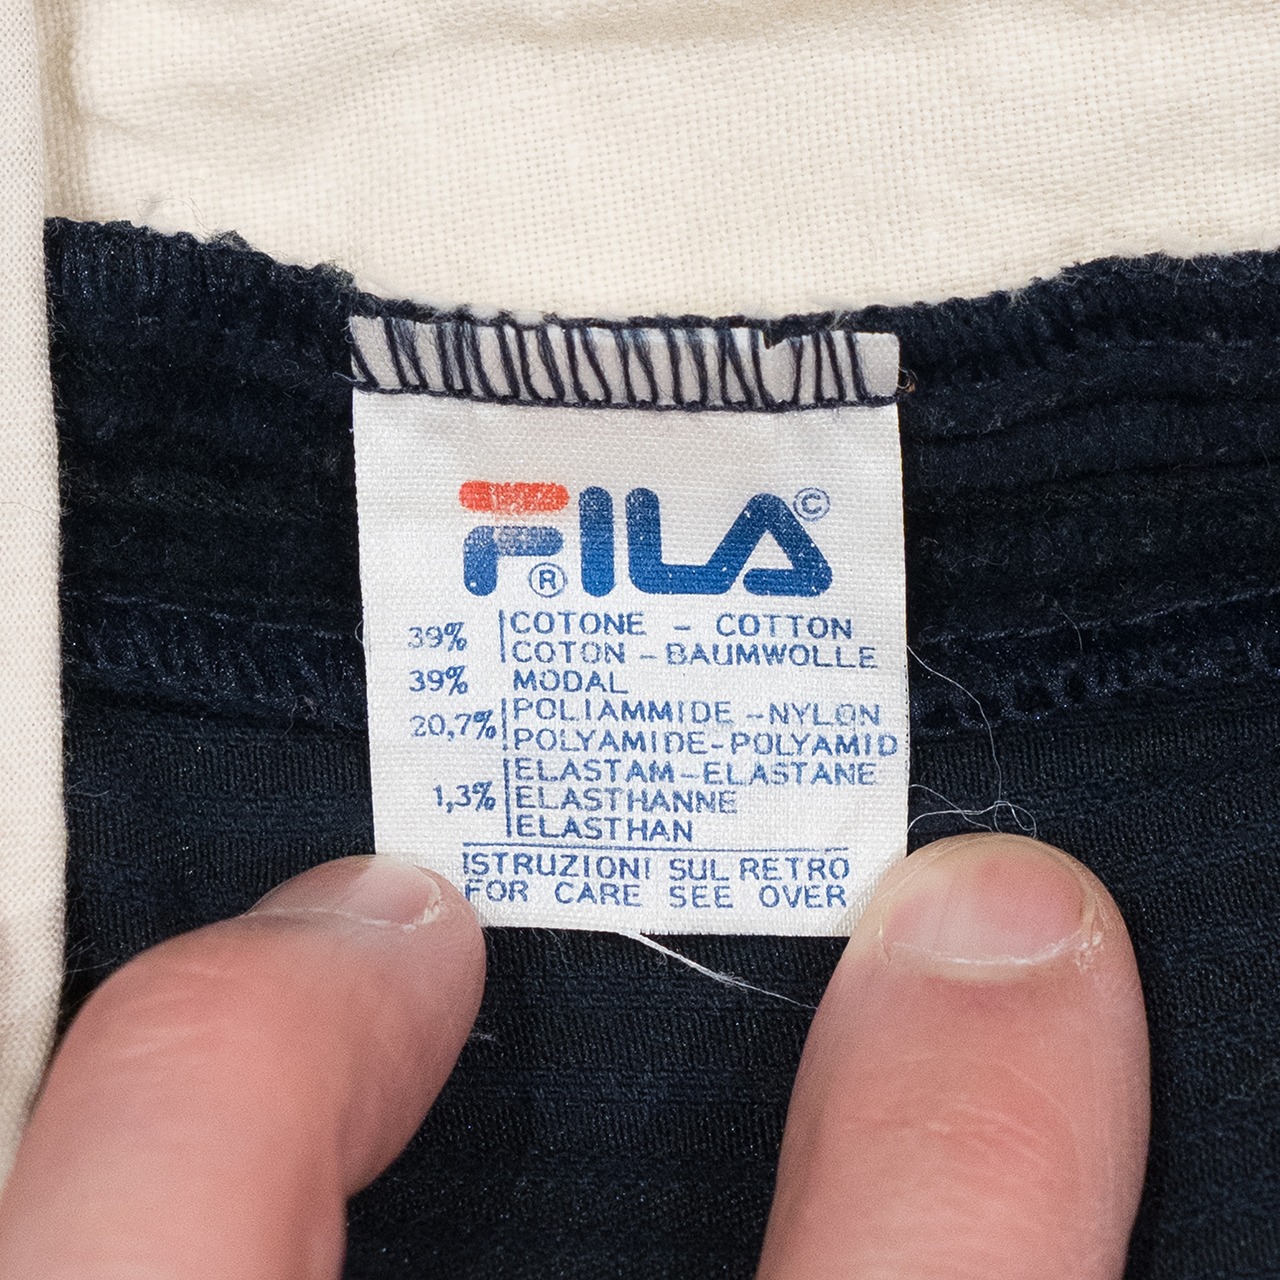 FILA©
®
39% COTONE - COTTON
COTON - BAUMWOLLE
39% MODAL
20,7% POLIAMMIDE - NYLON
POLYAMIDE-POLYAMID
ELASTAM-ELASTANE
1,3% ELASTHANNE
ELASTHAN
ISTRUZIONI SUL RETRO
FOR CARE SEE OVER